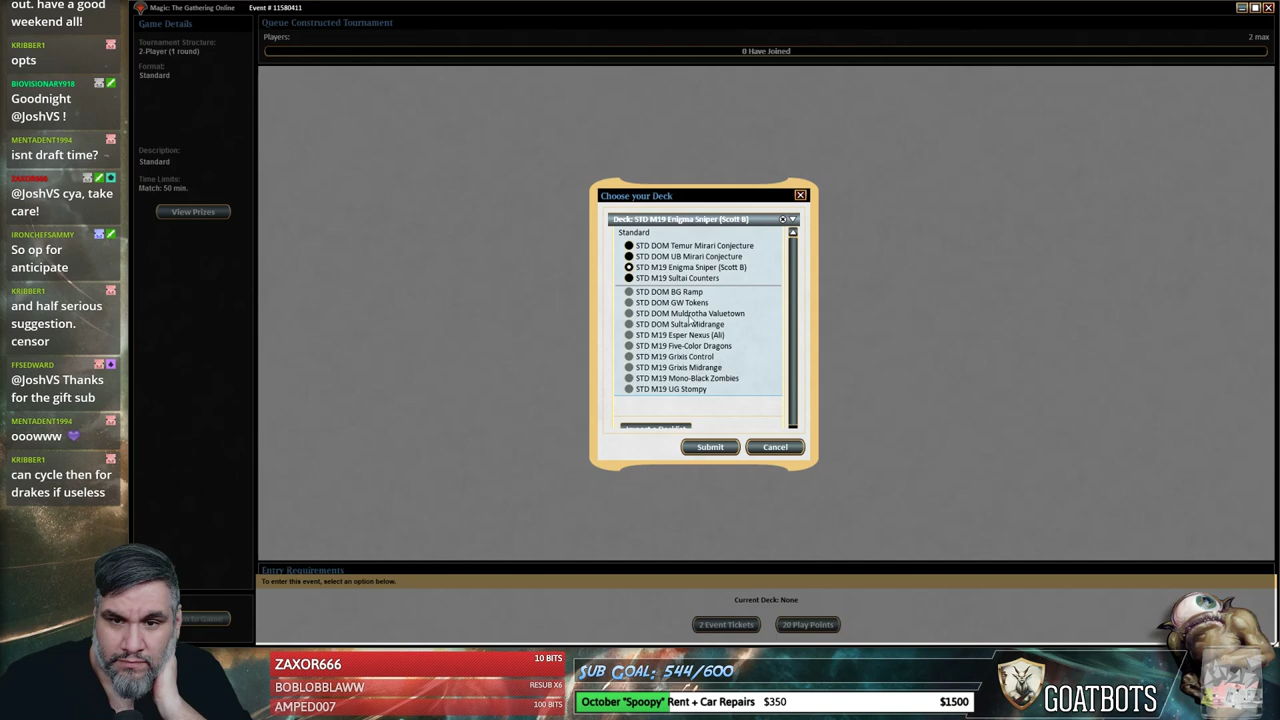 out. have a good
weekend all!
KRIBBER1
opts
BIOVISIONARY918
Goodnight
@JoshVS !
MENTADENT1994
isnt draft time?
ZAXOR666
@JoshVS cya, take
care!
IRONCHEFSAMMY
So op for
anticipate
KRIBBER1
and half serious
suggestion.
censor
FFSEDWARD
@JoshVS Thanks
for the gift sub
MENTADENT1994
ooowww 💜
KRIBBER1
can cycle then for
drakes if useless
Magic: The Gathering Online
Event # 11580411
Game Details
Tournament Structure:
2-Player (1 round)
Format:
Standard
Description:
Standard
Time Limits:
Match: 50 min.
View Prizes
To Game
Queue Constructed Tournament
Players:
2 max
0 Have Joined
Choose your Deck
Deck: STD M19 Enigma Sniper (Scott B)
Standard
STD DOM Temur Mirari Conjecture
STD DOM UB Mirari Conjecture
STD M19 Enigma Sniper (Scott B)
STD M19 Sultai Counters
STD DOM BG Ramp
STD DOM GW Tokens
STD DOM Muldrotha Valuetown
STD DOM Sultai Midrange
STD M19 Esper Nexus (Ali)
STD M19 Five-Color Dragons
STD M19 Grixis Control
STD M19 Grixis Midrange
STD M19 Mono-Black Zombies
STD M19 UG Stompy
Import a Decklist
Submit
Cancel
Entry Requirements
To enter this event, select an option below.
Current Deck: None
2 Event Tickets
20 Play Points
ZAXOR666
10 BITS
BOBLOBBLAWW
RESUB X6
AMPED007
100 BITS
SUB GOAL: 544/600
October "Spoopy" Rent + Car Repairs
$350
$1500
GOATBOTS